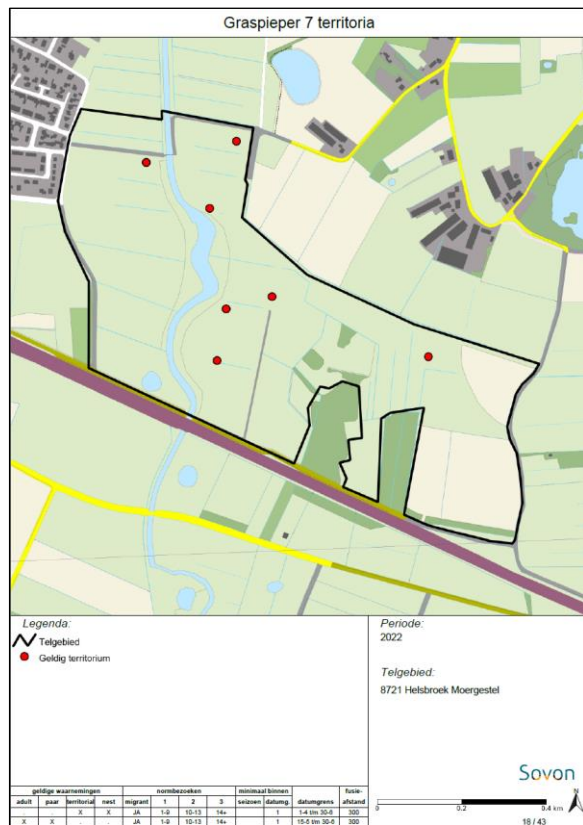 Graspieper 7 territoria
Legenda:
Telgebied
Geldig territorium
Periode:
2022
Telgebied:
8721 Helsbroek Moergestel
Sovon
0 0.2 0.4 km
N
18 / 43
geldige waarnemingen normbezoeken minimaal binnen fusie-
adult paar territorial nest migrant 1 2 3 seizoen datumg. datumgrens afstand
. . X X JA 1-9 10-13 14+ 1 1-4 t/m 30-6 300
X X . . JA 1-9 10-13 14+ 1 15-5 t/m 30-6 300